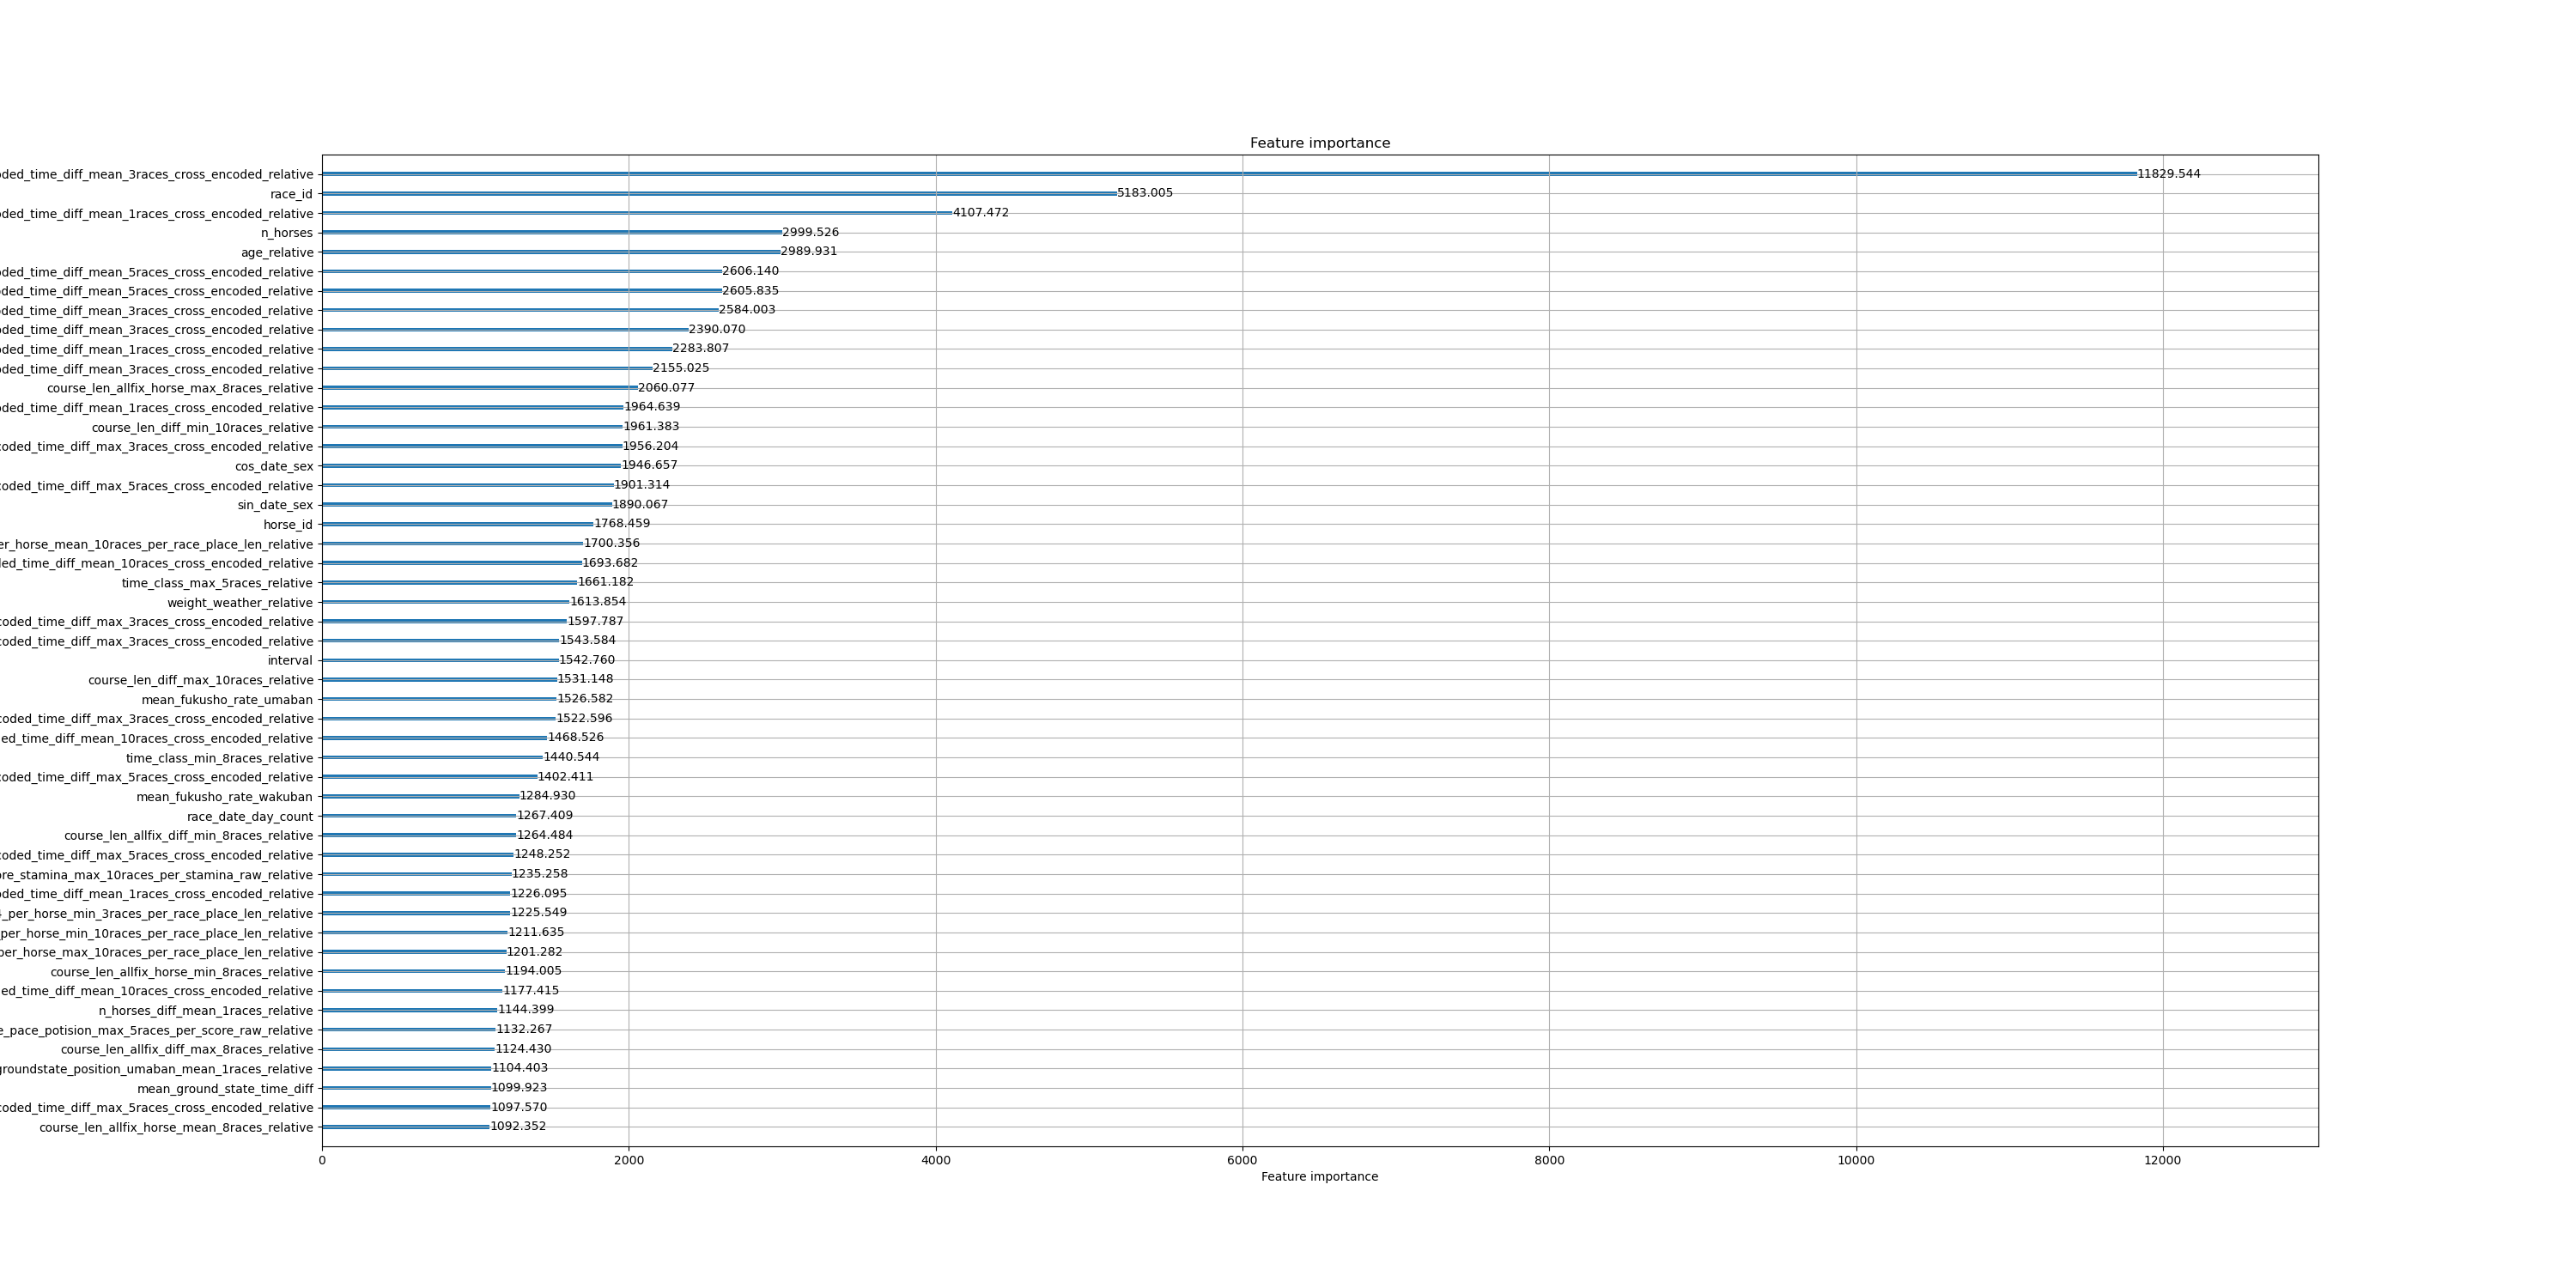 Feature importance
oded_time_diff_mean_3races_cross_encoded_relative 11829.544
race_id 5183.005
oded_time_diff_mean_1races_cross_encoded_relative 4107.472
n_horses 2999.526
age_relative 2989.931
oded_time_diff_mean_5races_cross_encoded_relative 2606.140
oded_time_diff_mean_5races_cross_encoded_relative 2605.835
oded_time_diff_mean_3races_cross_encoded_relative 2584.003
oded_time_diff_mean_3races_cross_encoded_relative 2390.070
oded_time_diff_mean_1races_cross_encoded_relative 2283.807
oded_time_diff_mean_3races_cross_encoded_relative 2155.025
course_len_allfix_horse_max_8races_relative 2060.077
oded_time_diff_mean_1races_cross_encoded_relative 1964.639
course_len_diff_min_10races_relative 1961.383
coded_time_diff_max_3races_cross_encoded_relative 1956.204
cos_date_sex 1946.657
coded_time_diff_max_5races_cross_encoded_relative 1901.314
sin_date_sex 1890.067
horse_id 1768.459
er_horse_mean_10races_per_race_place_len_relative 1700.356
led_time_diff_mean_10races_cross_encoded_relative 1693.682
time_class_max_5races_relative 1661.182
weight_weather_relative 1613.854
coded_time_diff_max_3races_cross_encoded_relative 1597.787
coded_time_diff_max_3races_cross_encoded_relative 1543.584
interval 1542.760
course_len_diff_max_10races_relative 1531.148
mean_fukusho_rate_umaban 1526.582
coded_time_diff_max_3races_cross_encoded_relative 1522.596
ed_time_diff_mean_10races_cross_encoded_relative 1468.526
time_class_min_8races_relative 1440.544
coded_time_diff_max_5races_cross_encoded_relative 1402.411
mean_fukusho_rate_wakuban 1284.930
race_date_day_count 1267.409
course_len_allfix_diff_min_8races_relative 1264.484
coded_time_diff_max_5races_cross_encoded_relative 1248.252
ore_stamina_max_10races_per_stamina_raw_relative 1235.258
oded_time_diff_mean_1races_cross_encoded_relative 1226.095
_per_horse_min_3races_per_race_place_len_relative 1225.549
per_horse_min_10races_per_race_place_len_relative 1211.635
per_horse_max_10races_per_race_place_len_relative 1201.282
course_len_allfix_horse_min_8races_relative 1194.005
ed_time_diff_mean_10races_cross_encoded_relative 1177.415
n_horses_diff_mean_1races_relative 1144.399
e_pace_potision_max_5races_per_score_raw_relative 1132.267
course_len_allfix_diff_max_8races_relative 1124.430
groundstate_position_umaban_mean_1races_relative 1104.403
mean_ground_state_time_diff 1099.923
coded_time_diff_max_5races_cross_encoded_relative 1097.570
course_len_allfix_horse_mean_8races_relative 1092.352
0 2000 4000 6000 8000 10000 12000
Feature importance